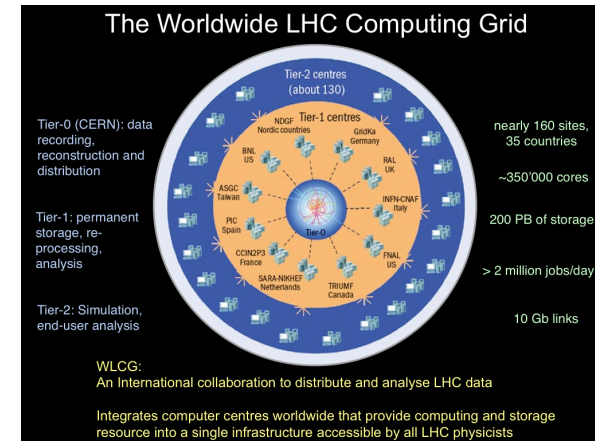 The Worldwide LHC Computing Grid
Tier-2 centres
(about 130)
Tier-1 centres
NDGF
Nordic countries
GridKa
Germany
BNL
US
RAL
UK
ASGC
Taiwan
INFN-CNAF
Italy
PIC
Spain
Tier-0
CCIN2P3
France
FNAL
US
SARA-NIKHEF
Netherlands
TRIUMF
Canada
Tier-0 (CERN): data
recording,
reconstruction and
distribution
Tier-1: permanent
storage, re-
processing,
analysis
Tier-2: Simulation,
end-user analysis
nearly 160 sites,
35 countries
~350'000 cores
200 PB of storage
> 2 million jobs/day
10 Gb links
WLCG:
An International collaboration to distribute and analyse LHC data
Integrates computer centres worldwide that provide computing and storage
resource into a single infrastructure accessible by all LHC physicists